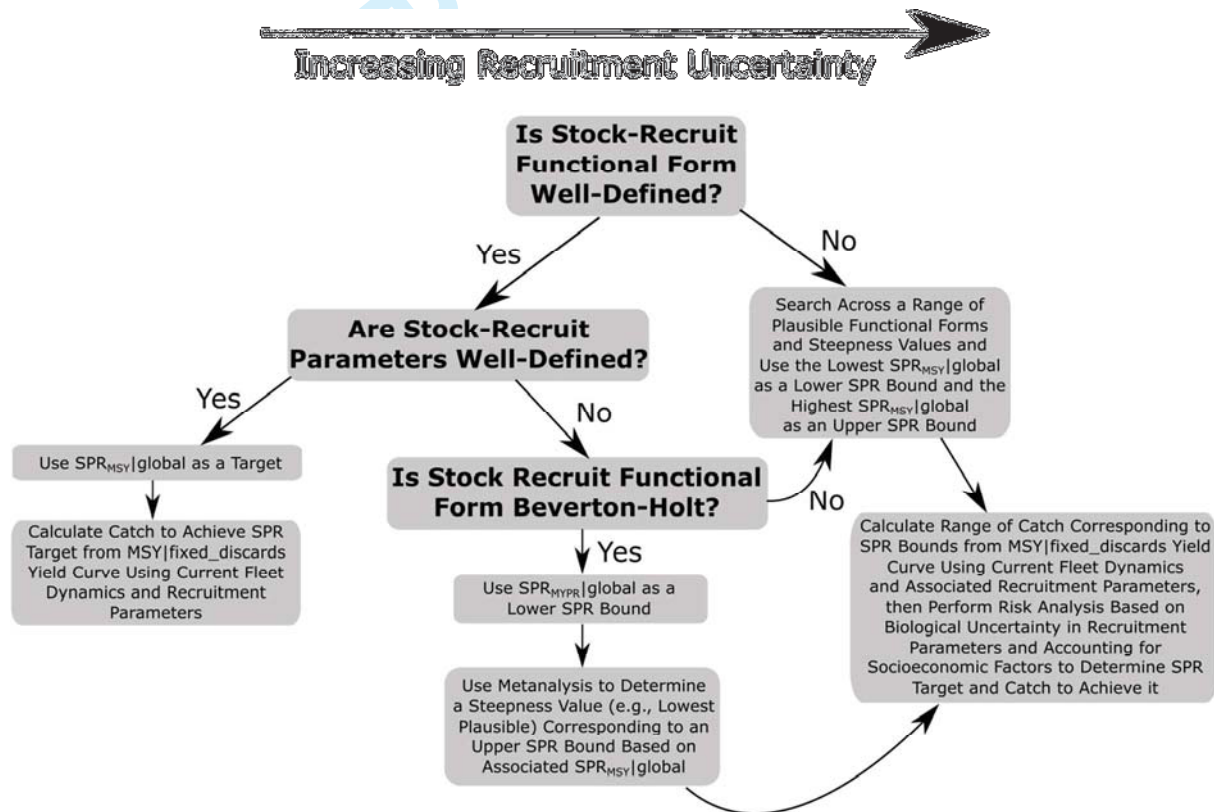 Increasing Recruitment Uncertainty
Is Stock-Recruit
Functional Form
Well-Defined?
Yes
No
Are Stock-Recruit
Parameters Well-Defined?
Search Across a Range of
Plausible Functional Forms
and Steepness Values and
Use the Lowest SPRMSY|global
as a Lower SPR Bound and the
Highest SPRMSY|global
as an Upper SPR Bound
Yes
No
Use SPRMSY|global as a Target
Is Stock Recruit Functional
Form Beverton-Holt?
No
Calculate Catch to Achieve SPR
Target from MSY|fixed_discards
Yield Curve Using Current Fleet
Dynamics and Recruitment
Parameters
Yes
Use SPRMYPR|global as a
Lower SPR Bound
Calculate Range of Catch Corresponding to
SPR Bounds from MSY|fixed_discards Yield
Curve Using Current Fleet Dynamics
and Associated Recruitment Parameters,
then Perform Risk Analysis Based on
Biological Uncertainty in Recruitment
Parameters and Accounting for
Socioeconomic Factors to Determine SPR
Target and Catch to Achieve it
Use Metanalysis to Determine
a Steepness Value (e.g., Lowest
Plausible) Corresponding to an
Upper SPR Bound Based on
Associated SPRMSY|global